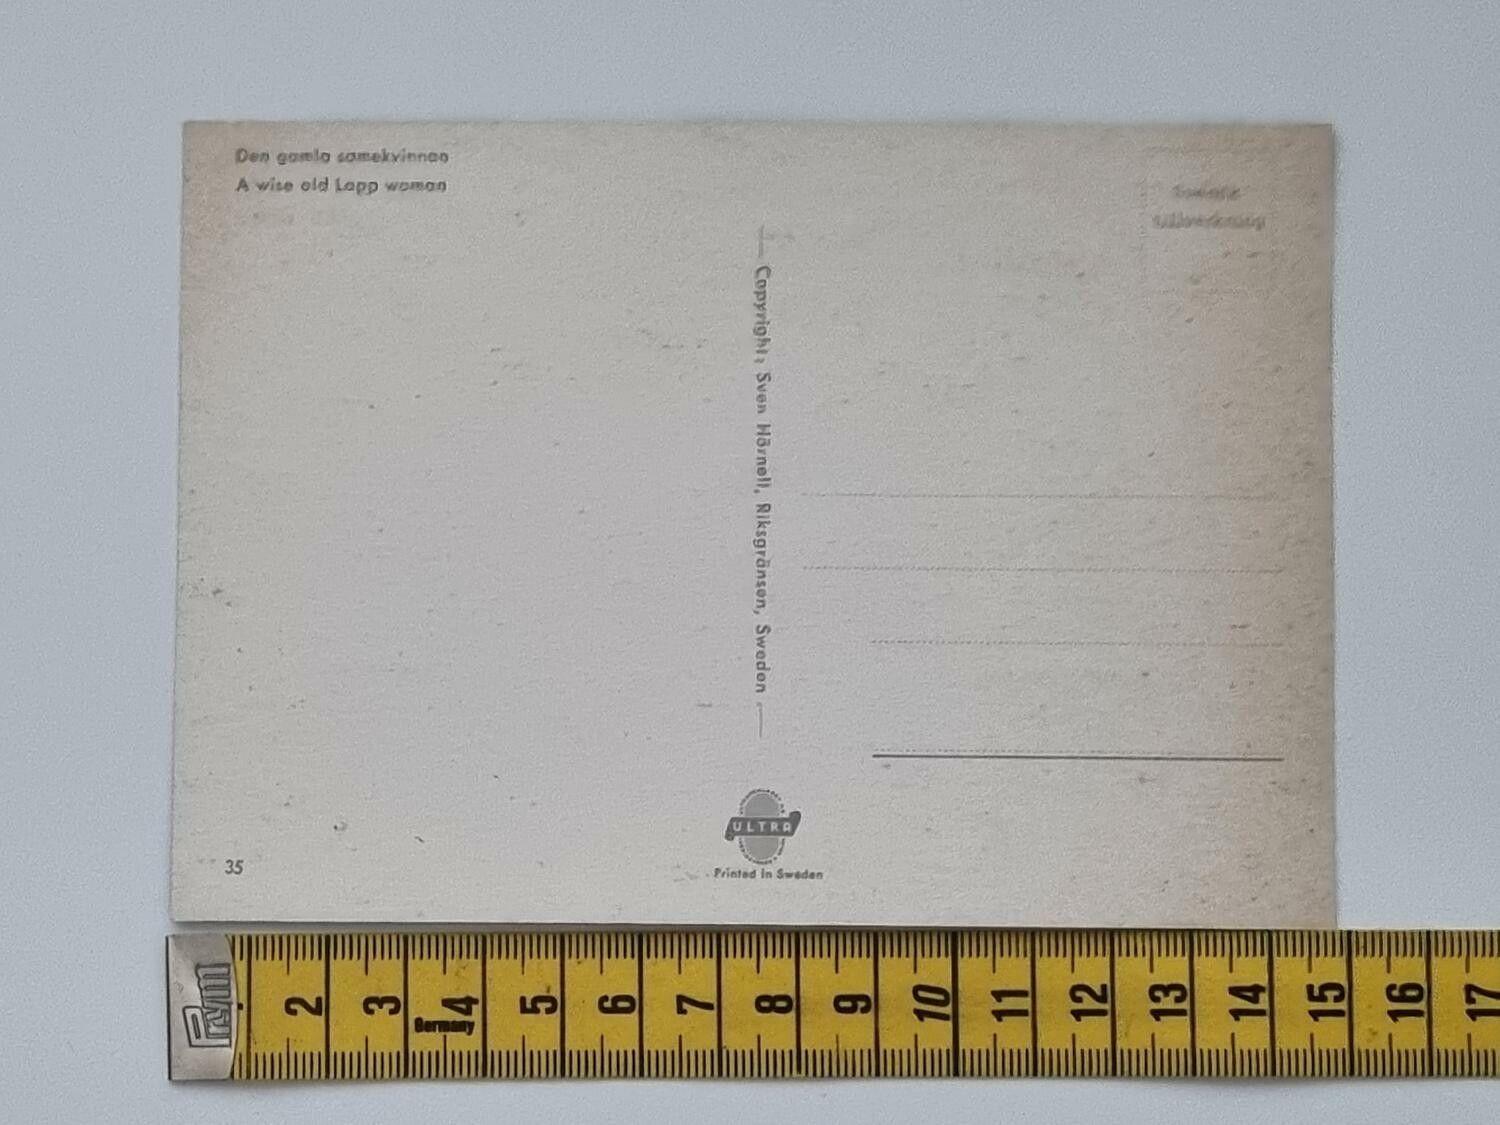 Den gamla samekvinnan
A wise old Lapp woman
Copyright: Sven Hörnell, Riksgränsen, Sweden
35
ULTRA
Printed in Sweden
Prym
2 3 4 5 6 7 8 9 10 11 12 13 14 15 16 17
Germany